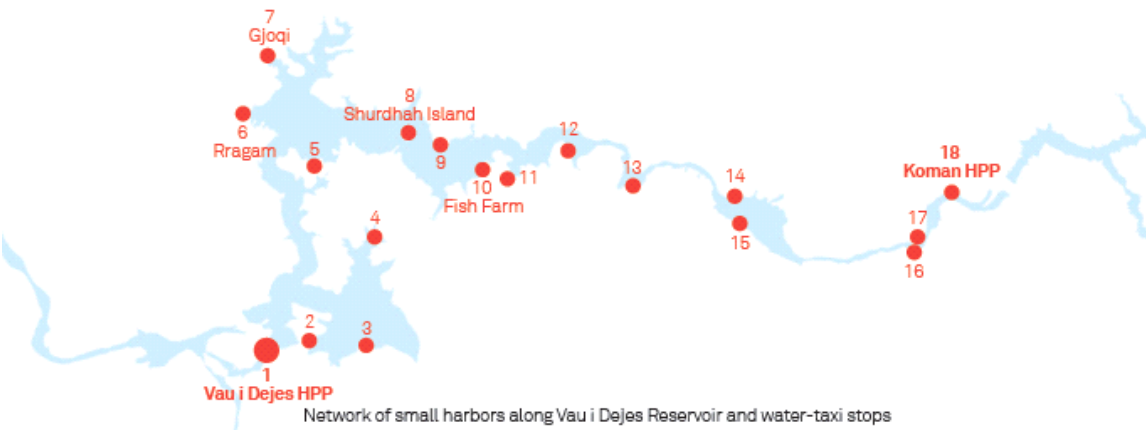 7
Gjoqi
8
Shurdhah Island
6
Rragam
5
9
10
Fish Farm
11
12
13
14
15
18
Koman HPP
17
16
4
2
3
1
Vau i Dejes HPP
Network of small harbors along Vau i Dejes Reservoir and water-taxi stops